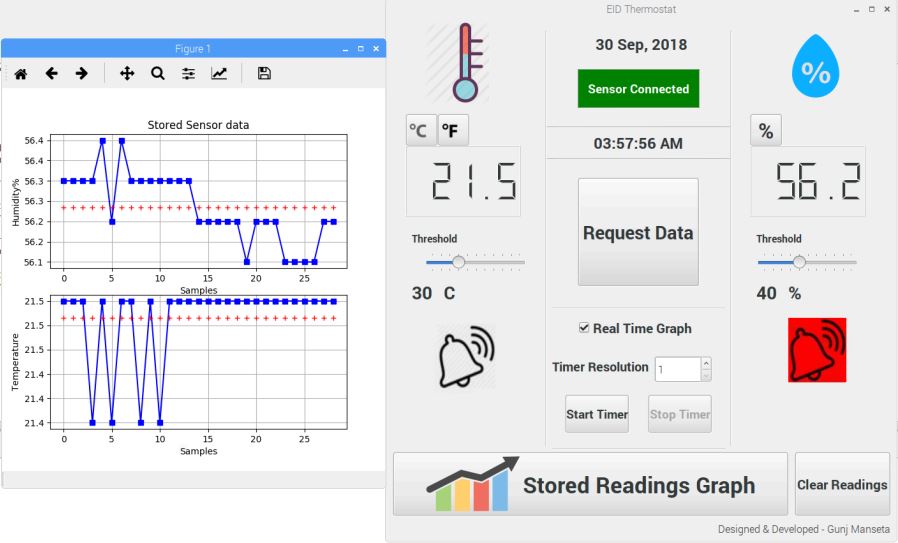 Figure 1
Stored Sensor data
56.4
56.4
56.3
56.3
56.2
56.2
56.1
Humidity%
0 5 10 15 20 25
Samples
21.5
21.5
21.5
21.4
21.4
21.4
Temperature
0 5 10 15 20 25
Samples
EID Thermostat
30 Sep, 2018
Sensor Connected
03:57:56 AM
°C °F
21.5
Threshold
30 C
Request Data
Real Time Graph
Timer Resolution 1
Start Timer Stop Timer
%
%
56.2
Threshold
40 %
Stored Readings Graph
Clear Readings
Designed & Developed - Gunj Manseta